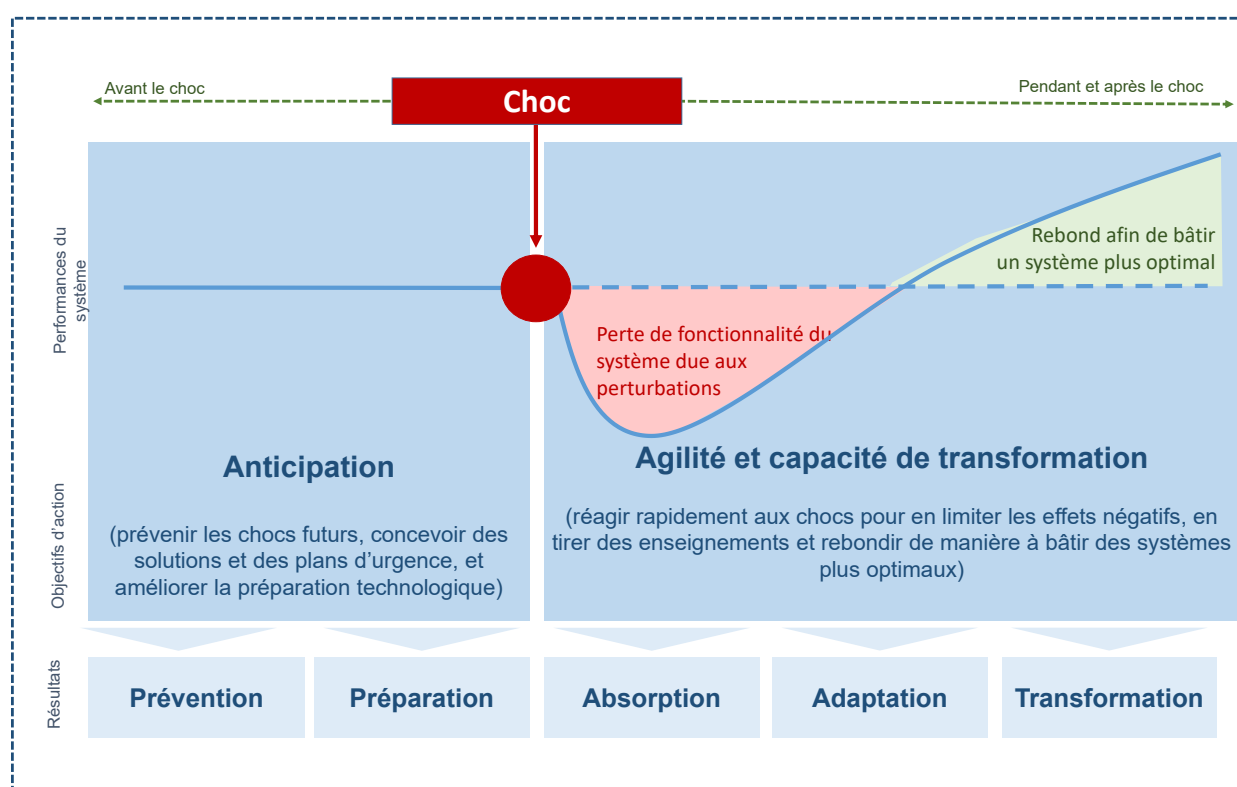 Avant le choc
Choc
Pendant et après le choc
Performances du
système
Rebond afin de bâtir
un système plus optimal
Perte de fonctionnalité du
système due aux
perturbations
Objectifs d'action
Anticipation
(prévenir les chocs futurs, concevoir des
solutions et des plans d'urgence, et
améliorer la préparation technologique)
Agilité et capacité de transformation
(réagir rapidement aux chocs pour en limiter les effets négatifs, en
tirer des enseignements et rebondir de manière à bâtir des systèmes
plus optimaux)
Résultats
Prévention
Préparation
Absorption
Adaptation
Transformation